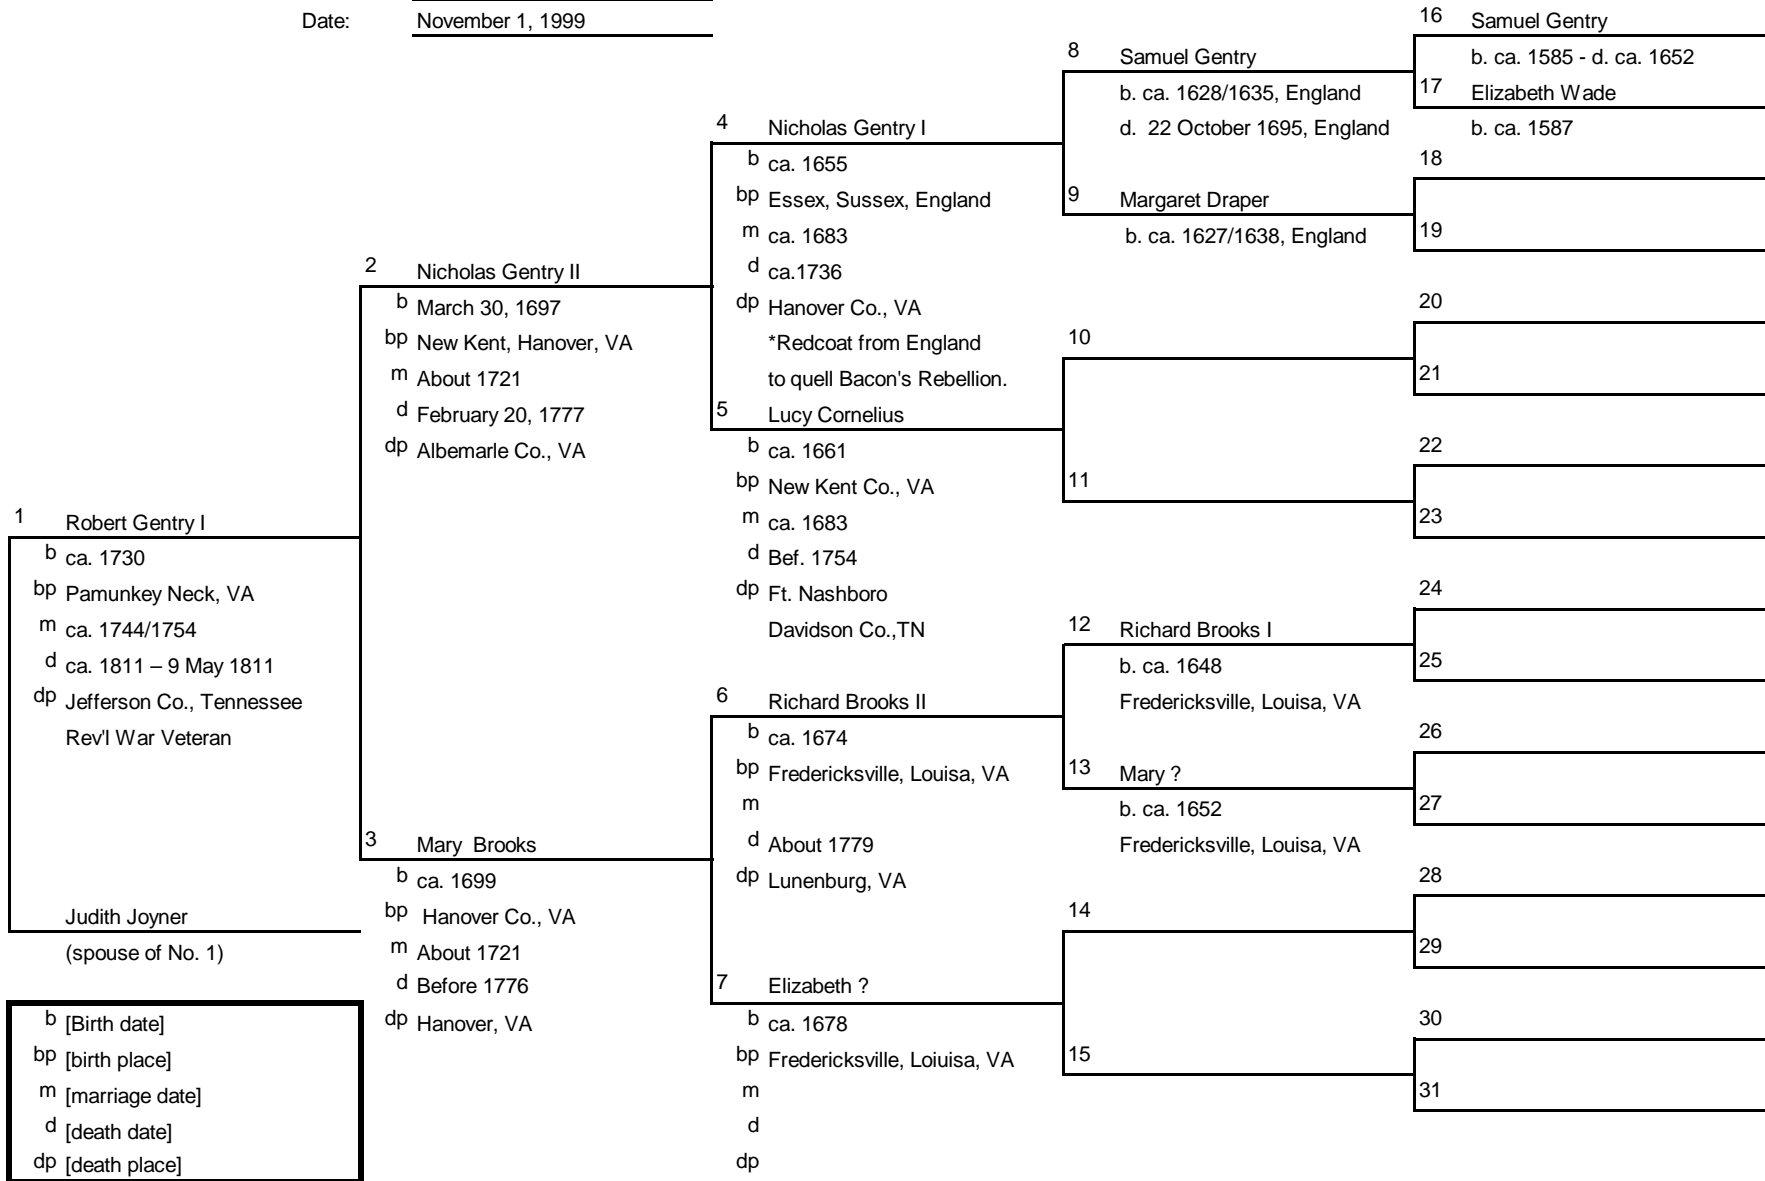 Date: November 1, 1999
1 Robert Gentry I
b ca. 1730
bp Pamunkey Neck, VA
m ca. 1744/1754
d ca. 1811 – 9 May 1811
dp Jefferson Co., Tennessee
Rev'l War Veteran
Judith Joyner
(spouse of No. 1)
b [Birth date]
bp [birth place]
m [marriage date]
d [death date]
dp [death place]
2 Nicholas Gentry II
b March 30, 1697
bp New Kent, Hanover, VA
m About 1721
d February 20, 1777
dp Albemarle Co., VA
3 Mary Brooks
b ca. 1699
bp Hanover Co., VA
m About 1721
d Before 1776
dp Hanover, VA
4 Nicholas Gentry I
b ca. 1655
bp Essex, Sussex, England
m ca. 1683
d ca.1736
dp Hanover Co., VA
*Redcoat from England
to quell Bacon's Rebellion.
5 Lucy Cornelius
b ca. 1661
bp New Kent Co., VA
m ca. 1683
d Bef. 1754
dp Ft. Nashboro
Davidson Co.,TN
6 Richard Brooks II
b ca. 1674
bp Fredericksville, Louisa, VA
m
d About 1779
dp Lunenburg, VA
7 Elizabeth ?
b ca. 1678
bp Fredericksville, Loiuisa, VA
m
d
dp
8 Samuel Gentry
b. ca. 1628/1635, England
d. 22 October 1695, England
9 Margaret Draper
b. ca. 1627/1638, England
10
11
12 Richard Brooks I
b. ca. 1648
Fredericksville, Louisa, VA
13 Mary ?
b. ca. 1652
Fredericksville, Louisa, VA
14
15
16 Samuel Gentry
b. ca. 1585 - d. ca. 1652
17 Elizabeth Wade
b. ca. 1587
18
19
20
21
22
23
24
25
26
27
28
29
30
31